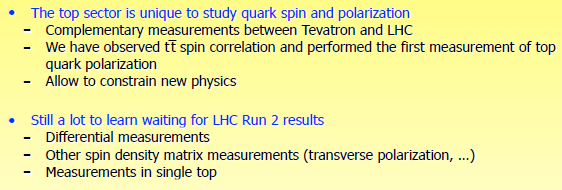 • The top sector is unique to study quark spin and polarization
– Complementary measurements between Tevatron and LHC
– We have observed tt̅ spin correlation and performed the first measurement of top
quark polarization
– Allow to constrain new physics
• Still a lot to learn waiting for LHC Run 2 results
– Differential measurements
– Other spin density matrix measurements (transverse polarization, ...)
– Measurements in single top